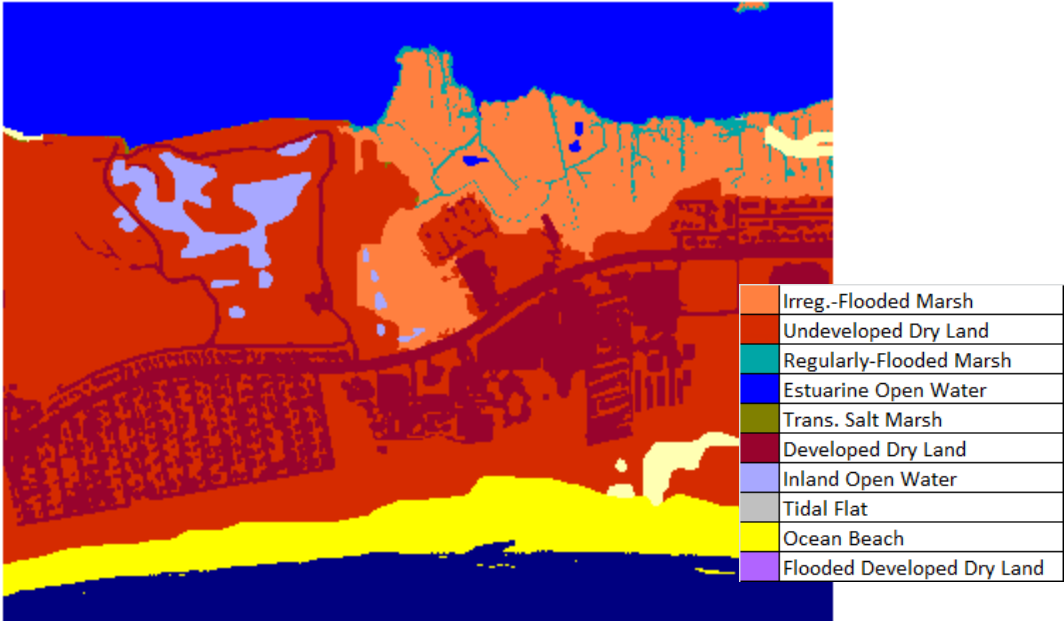 Irreg.-Flooded Marsh
Undeveloped Dry Land
Regularly-Flooded Marsh
Estuarine Open Water
Trans. Salt Marsh
Developed Dry Land
Inland Open Water
Tidal Flat
Ocean Beach
Flooded Developed Dry Land